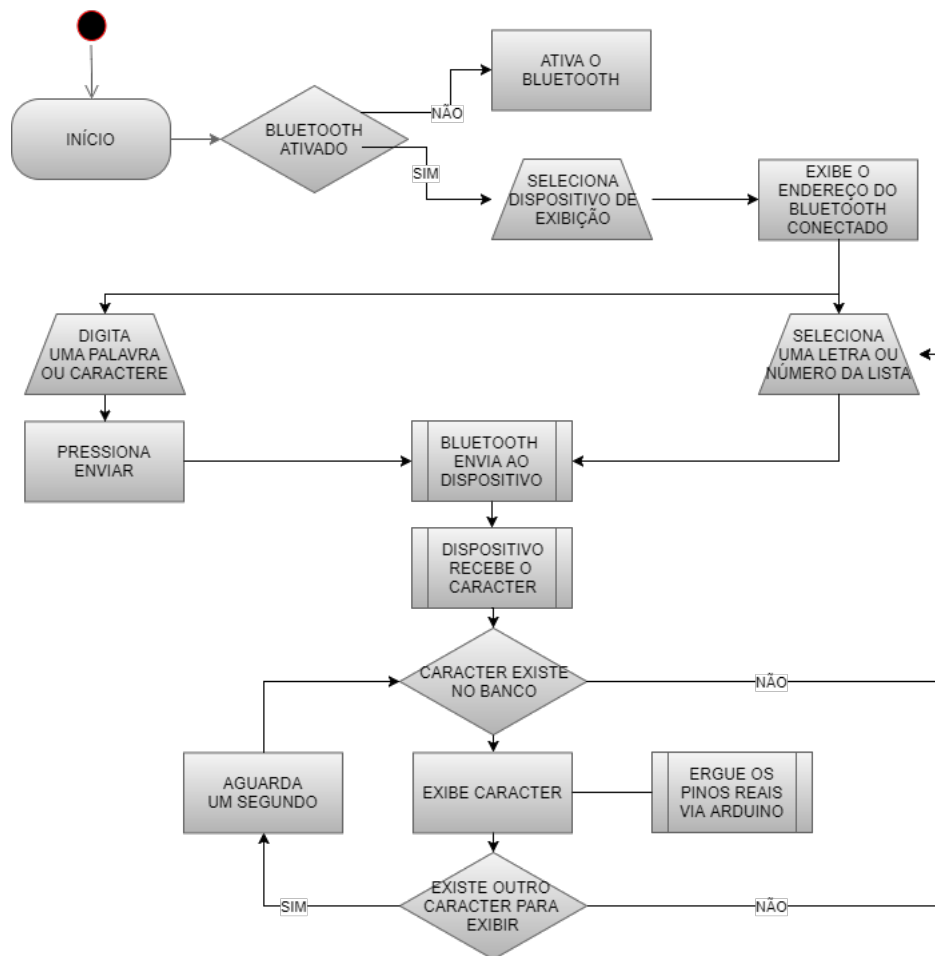 INÍCIO
BLUETOOTH
ATIVADO
NÃO
ATIVA O
BLUETOOTH
SIM
SELECIONA
DISPOSITIVO DE
EXIBIÇÃO
EXIBE O
ENDEREÇO DO
BLUETOOTH
CONECTADO
DIGITA
UMA PALAVRA
OU CARACTERE
SELECIONA
UMA LETRA OU
NÚMERO DA LISTA
PRESSIONA
ENVIAR
BLUETOOTH
ENVIA AO
DISPOSITIVO
DISPOSITIVO
RECEBE O
CARACTER
CARACTER EXISTE
NO BANCO
NÃO
AGUARDA
UM SEGUNDO
EXIBE CARACTER
ERGUE OS
PINOS REAIS
VIA ARDUINO
SIM
EXISTE OUTRO
CARACTER PARA
EXIBIR
NÃO